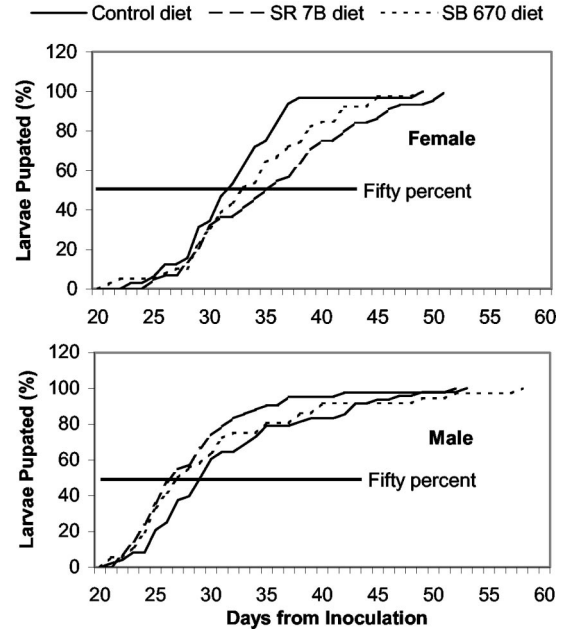 Control diet SR 7B diet SB 670 diet
Larvae Pupated (%)
120
100
80
60
40
20
0
Female
Fifty percent
20 25 30 35 40 45 50 55 60
Larvae Pupated (%)
120
100
80
60
40
20
0
Male
Fifty percent
20 25 30 35 40 45 50 55 60
Days from Inoculation